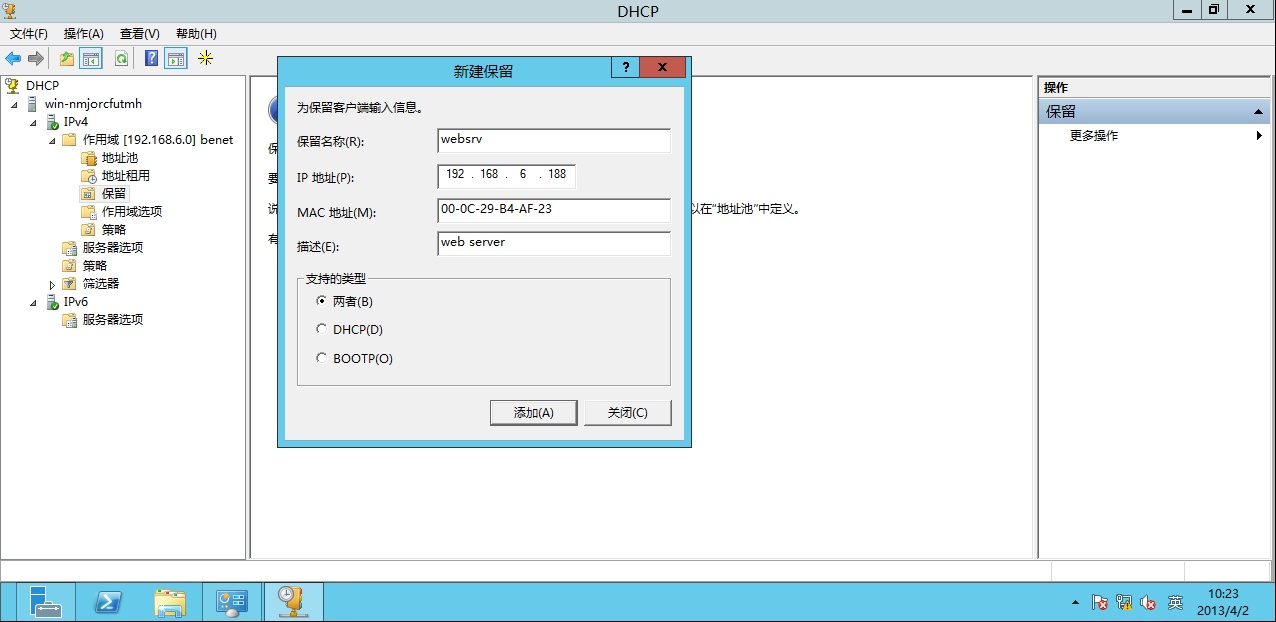 DHCP
文件(F) 操作(A) 查看(V) 帮助(H)
DHCP
win-nmjorcfutmh
IPv4
作用域 [192.168.6.0] benet
地址池
地址租用
保留
作用域选项
策略
服务器选项
策略
筛选器
IPv6
服务器选项
保
要
说
以在“地址池”中定义。
有
新建保留
为保留客户端输入信息。
保留名称(R): websrv
IP 地址(P): 192 . 168 . 6 . 188
MAC 地址(M): 00-0C-29-B4-AF-23
描述(E): web server
支持的类型
两者(B)
DHCP(D)
BOOTP(O)
添加(A) 关闭(C)
操作
保留
更多操作
英
10:23
2013/4/2